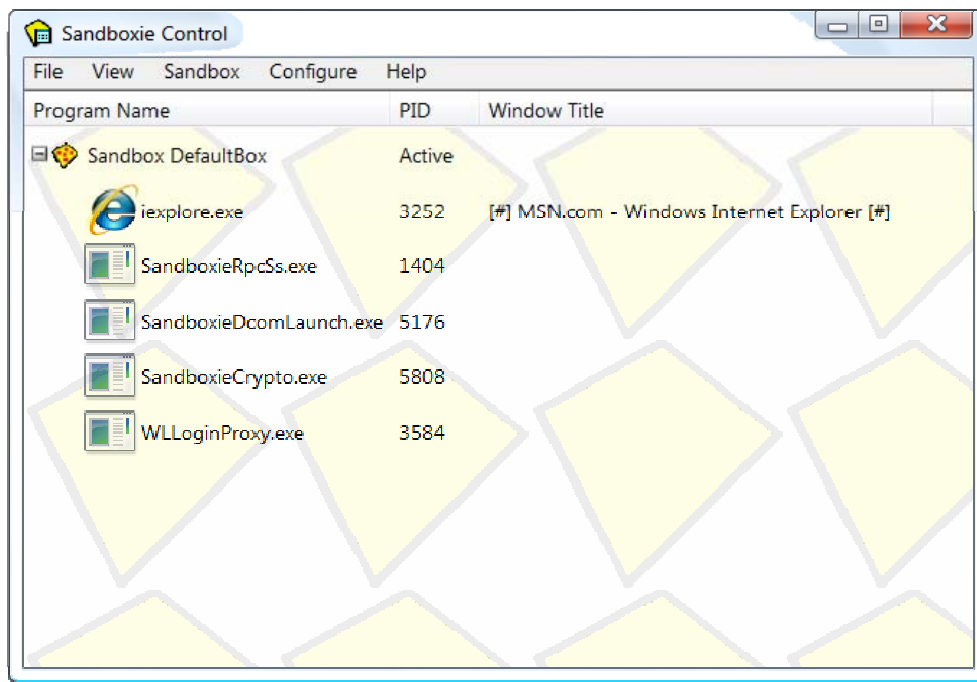 Sandboxie Control
File View Sandbox Configure Help
Program Name PID Window Title
Sandbox DefaultBox Active
iexplore.exe 3252 [#] MSN.com - Windows Internet Explorer [#]
SandboxieRpcSs.exe 1404
SandboxieDcomLaunch.exe 5176
SandboxieCrypto.exe 5808
WLLoginProxy.exe 3584